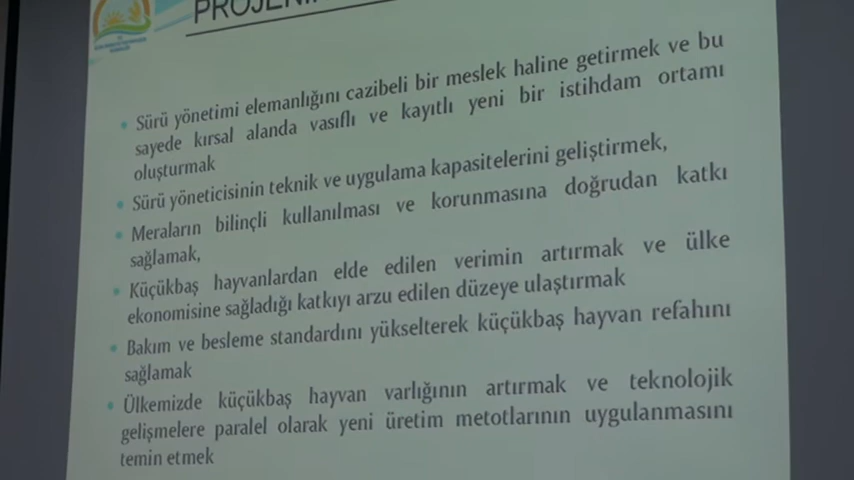 • Sürü yönetimi elemanlığını cazibeli bir meslek haline getirmek ve bu
sayede kırsal alanda vasıflı ve kayıtlı yeni bir istihdam ortamı
oluşturmak
• Sürü yöneticisinin teknik ve uygulama kapasitelerini geliştirmek,
• Meraların bilinçli kullanılması ve korunmasına doğrudan katkı
sağlamak,
• Küçükbaş hayvanlardan elde edilen verimin artırmak ve ülke
ekonomisine sağladığı katkıyı arzu edilen düzeye ulaştırmak
• Bakım ve besleme standardını yükselterek küçükbaş hayvan refahını
sağlamak
• Ülkemizde küçükbaş hayvan varlığının artırmak ve teknolojik
gelişmelere paralel olarak yeni üretim metotlarının uygulanmasını
temin etmek